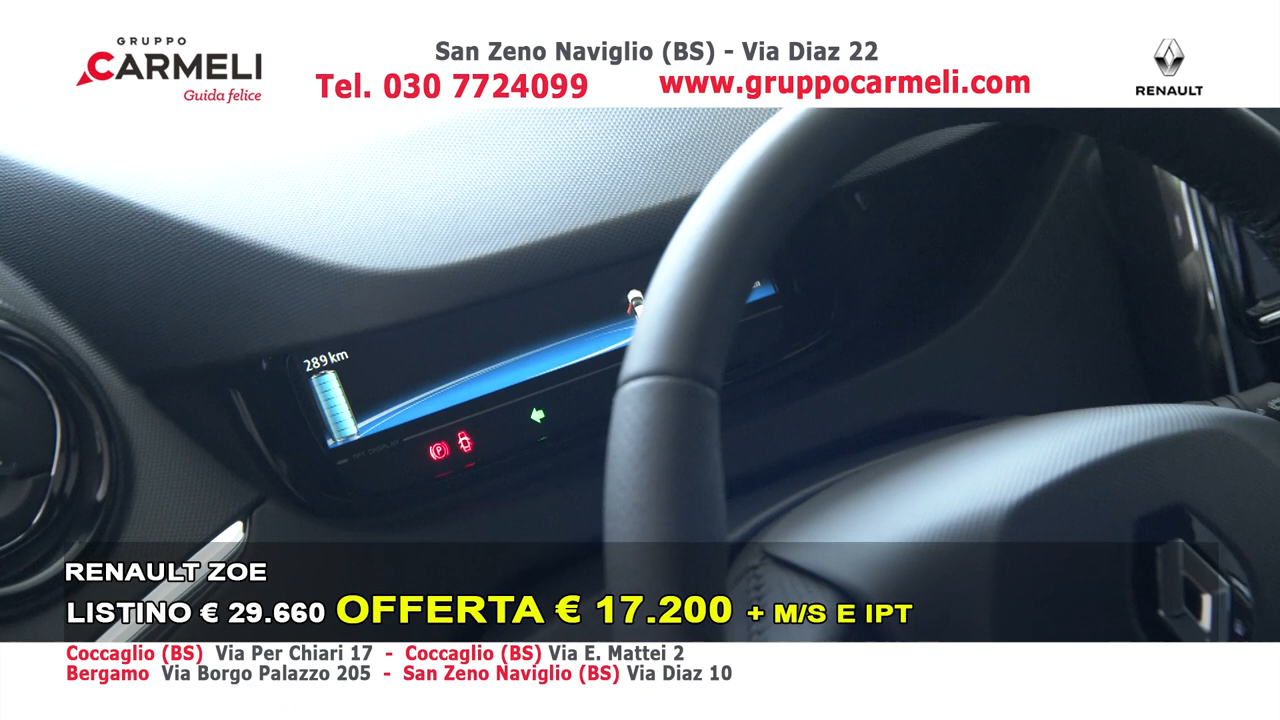 GRUPPO
CARMELI
Guida felice
San Zeno Naviglio (BS) - Via Diaz 22
Tel. 030 7724099 www.gruppocarmeli.com
RENAULT
289 km
TFT DISPLAY
RENAULT ZOE
LISTINO € 29.660 OFFERTA € 17.200 + M/S E IPT
Coccaglio (BS) Via Per Chiari 17 - Coccaglio (BS) Via E. Mattei 2
Bergamo Via Borgo Palazzo 205 - San Zeno Naviglio (BS) Via Diaz 10